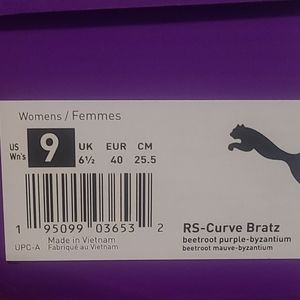 Womens / Femmes
US Wn's 9 UK 6½ EUR 40 CM 25.5
1 95099 03653 2
UPC-A Made in Vietnam
Fabriqué au Vietnam
RS-Curve Bratz
beetroot purple-byzantium
beetroot mauve-byzantium